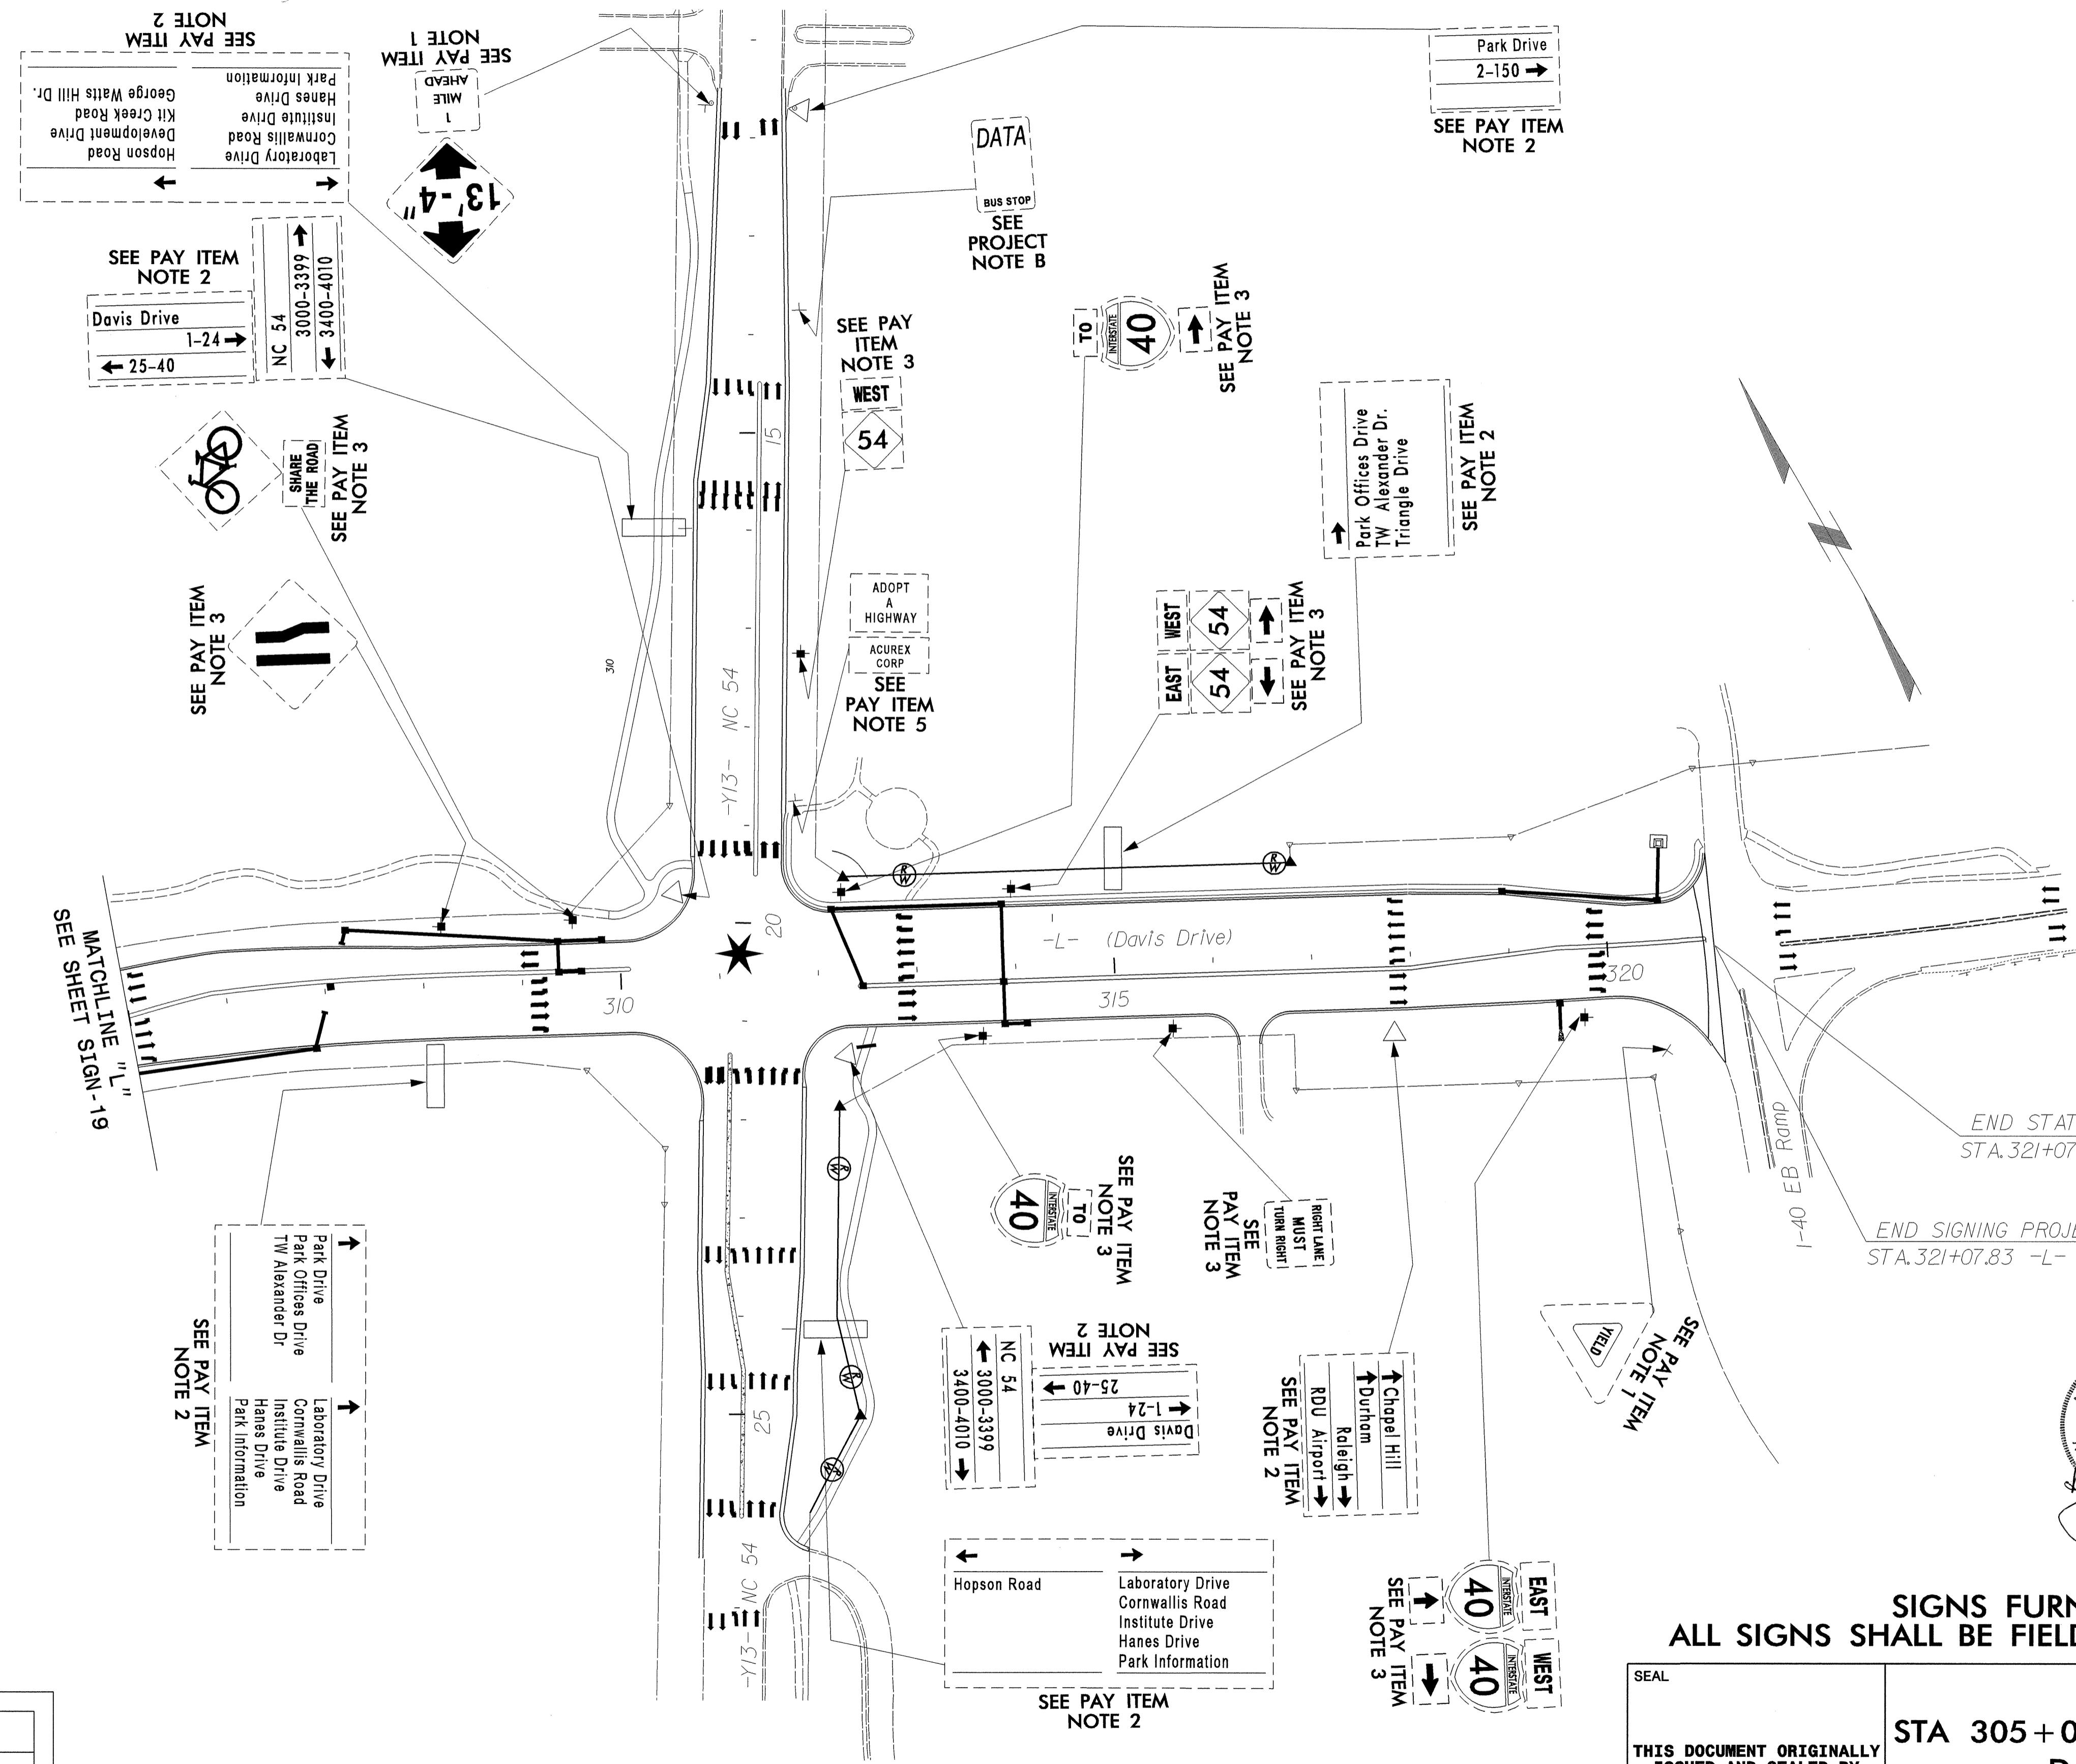 SEE PAY ITEM
NOTE 2
Hopson Road
Development Drive
Kit Creek Road
George Watts Hill Dr.
Laboratory Drive
Cornwallis Road
Institute Drive
Hanes Drive
Park Information
SEE PAY ITEM
NOTE 1
1
MILE
AHEAD
13'-4"
Park Drive
2-150 →
SEE PAY ITEM
NOTE 2
DATA
BUS STOP
SEE
PROJECT
NOTE B
SEE PAY ITEM
NOTE 2
Davis Drive
1-24 →
← 25-40
NC 54
3000-3399 →
← 3400-4010
SEE PAY
ITEM
NOTE 3
WEST
54
TO
INTERSTATE
40
SEE PAY ITEM
NOTE 3
SHARE
THE ROAD
SEE PAY ITEM
NOTE 3
Park Offices Drive
TW Alexander Dr.
Triangle Drive
SEE PAY ITEM
NOTE 2
15
SEE PAY ITEM
NOTE 3
310
ADOPT
A
HIGHWAY
ACUREX
CORP
SEE
PAY ITEM
NOTE 5
WEST
54
EAST
54
SEE PAY ITEM
NOTE 3
-Y13- NC 54
20
R/W
R/W
-L- (Davis Drive)
310
315
320
MATCHLINE "L"
SEE SHEET SIGN-19
I-40 EB Ramp
END STAT
STA.321+07
END SIGNING PROJE
STA.321+07.83 -L-
R/W
R/W
R/W
25
INTERSTATE
40
TO
SEE PAY ITEM
NOTE 3
RIGHT LANE
MUST
TURN RIGHT
SEE
PAY ITEM
NOTE 3
YIELD
SEE PAY ITEM
NOTE 1
Park Drive
Park Offices Drive
TW Alexander Dr
Laboratory Drive
Cornwallis Road
Institute Drive
Hanes Drive
Park Information
SEE PAY ITEM
NOTE 2
SEE PAY ITEM
NOTE 2
NC 54
← 3000-3399
3400-4010 →
Davis Drive
1-24 →
← 25-40
Chapel Hill
Durham
Raleigh →
RDU Airport →
SEE PAY ITEM
NOTE 2
-Y13- NC 54
Hopson Road
Laboratory Drive
Cornwallis Road
Institute Drive
Hanes Drive
Park Information
SEE PAY ITEM
NOTE 2
EAST
INTERSTATE
40
WEST
INTERSTATE
40
SEE PAY ITEM
NOTE 3
SIGNS FURN
ALL SIGNS SHALL BE FIELD
SEAL
STA 305+0
THIS DOCUMENT ORIGINALLY